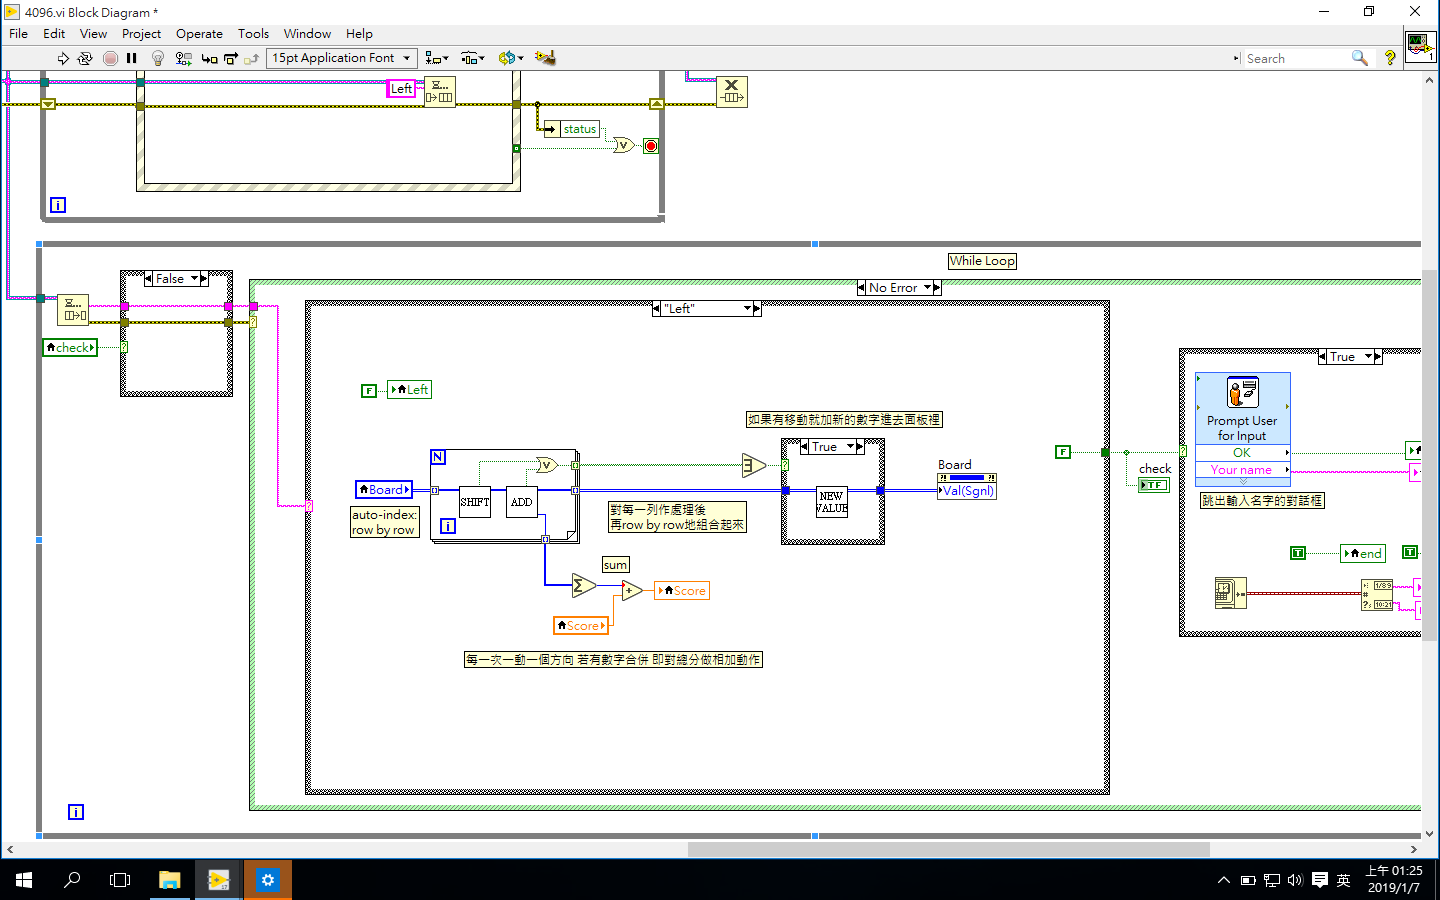 4096.vi Block Diagram *
File Edit View Project Operate Tools Window Help
15pt Application Font
Search
1
Left
status
i
While Loop
False
No Error
"Left"
check
True
F
Left
Prompt User
for Input
OK
Your name
如果有移動就加新的數字進去面板裡
True
N
Board
SHIFT
ADD
i
auto-index:
row by row
對每一列作處理後
再row by row地組合起來
NEW
VALUE
Board
Val(Sgnl)
F
check
TF
跳出輸入名字的對話框
sum
Score
Score
T
end
T
每一次一動一個方向 若有數字合併 即對總分做相加動作
i
英
上午 01:25
2019/1/7